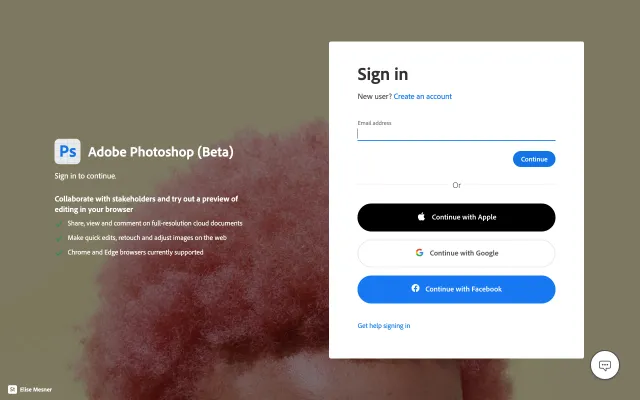 Ps Adobe Photoshop (Beta)
Sign in to continue.
Collaborate with stakeholders and try out a preview of
editing in your browser
Share, view and comment on full-resolution cloud documents
Make quick edits, retouch and adjust images on the web
Chrome and Edge browsers currently supported
St Elise Mesner
Sign in
New user? Create an account
Email address
Continue
Or
Continue with Apple
Continue with Google
Continue with Facebook
Get help signing in